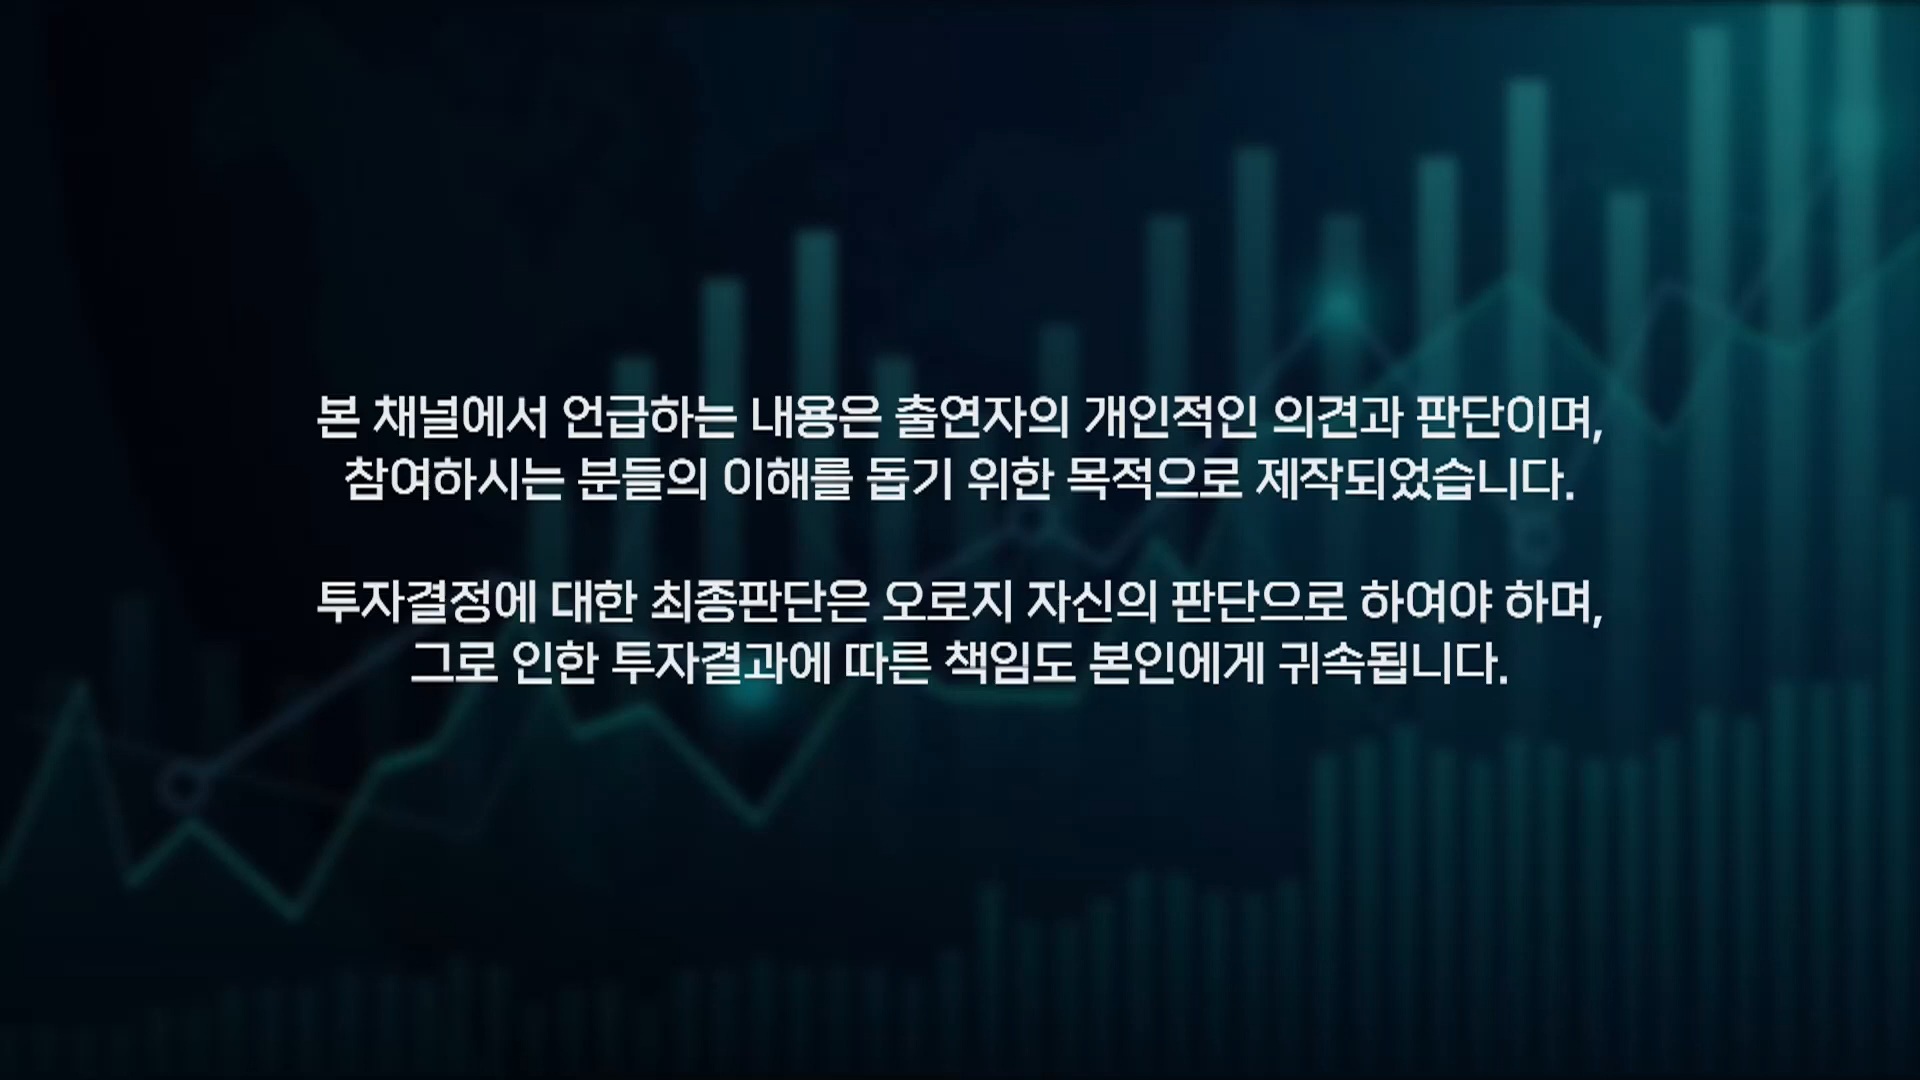 본 채널에서 언급하는 내용은 출연자의 개인적인 의견과 판단이며,
참여하시는 분들의 이해를 돕기 위한 목적으로 제작되었습니다.
투자결정에 대한 최종판단은 오로지 자신의 판단으로 하여야 하며,
그로 인한 투자결과에 따른 책임도 본인에게 귀속됩니다.